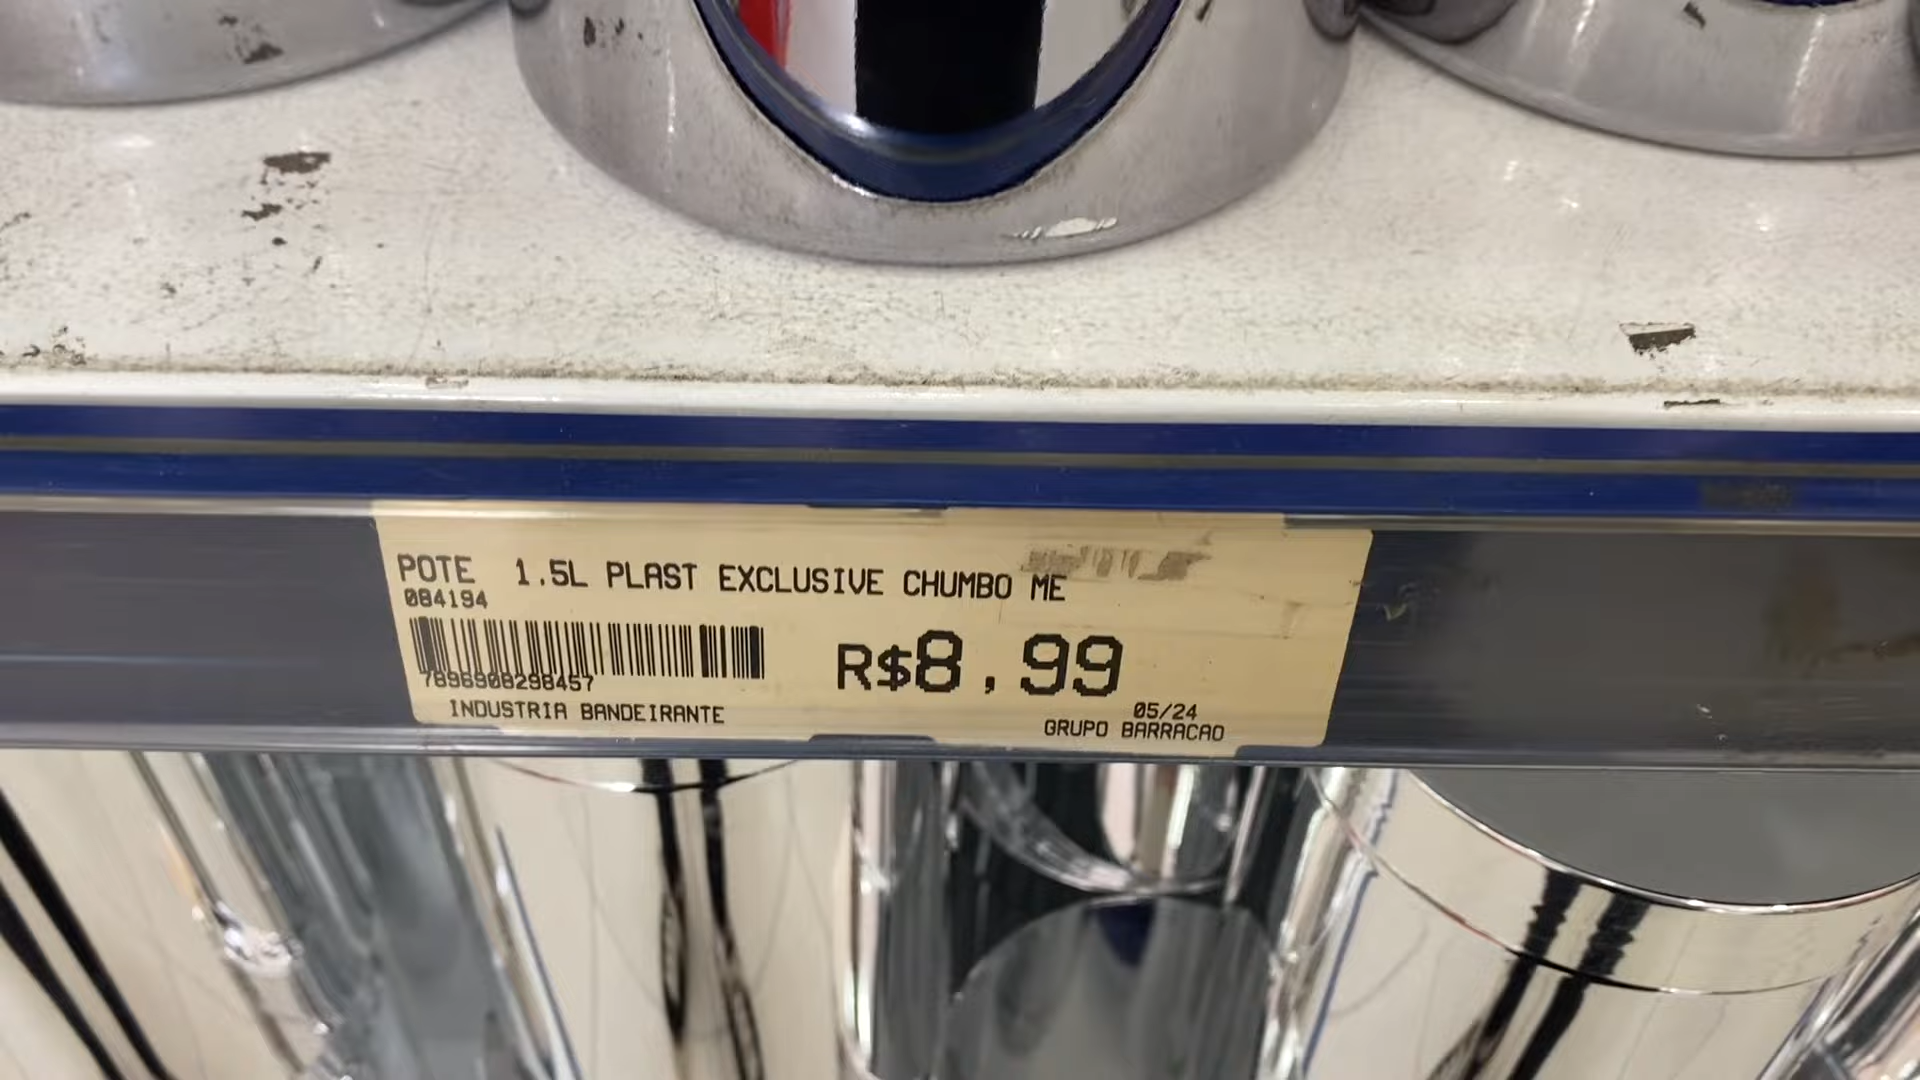 POTE 1.5L PLAST EXCLUSIVE CHUMBO ME
084194
R$8,99
7896908298457
INDUSTRIA BANDEIRANTE
05/24
GRUPO BARRACAO